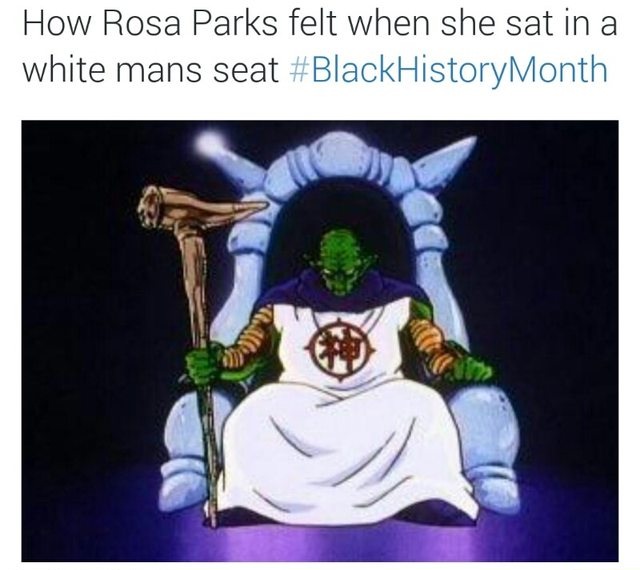 How Rosa Parks felt when she sat in a
white mans seat #BlackHistoryMonth
神